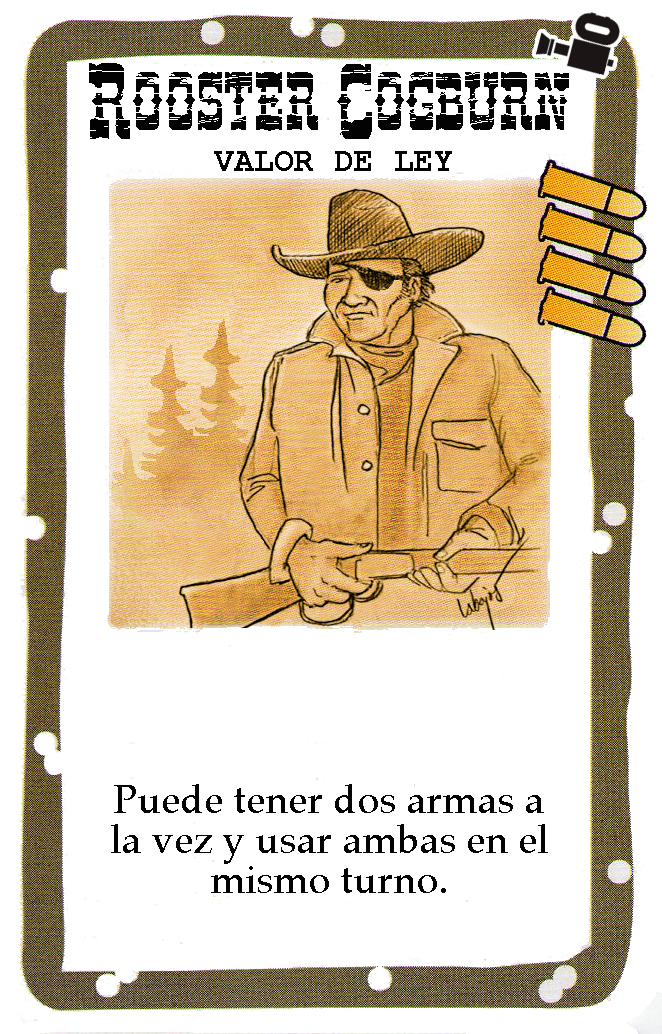 ROOSTER COGBURN
VALOR DE LEY
Puede tener dos armas a
la vez y usar ambas en el
mismo turno.